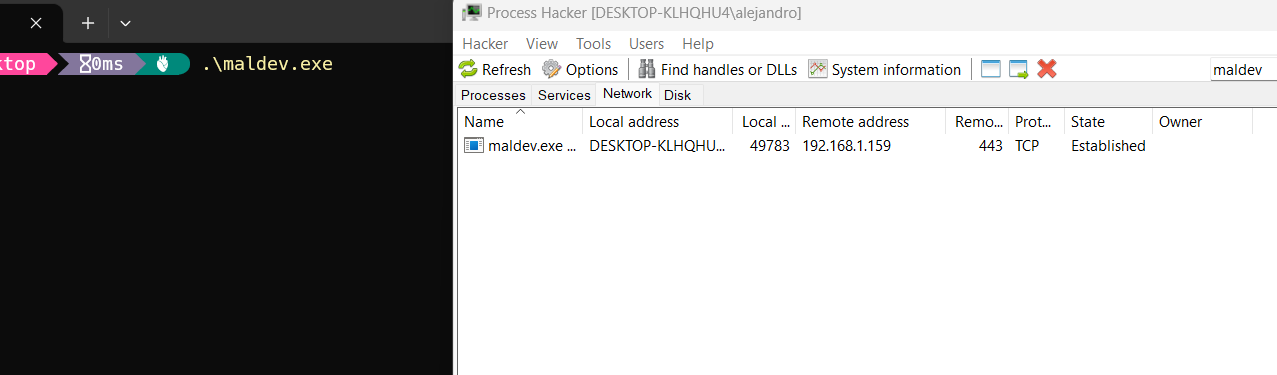 Process Hacker [DESKTOP-KLHQHU4\alejandro]
Hacker View Tools Users Help
Refresh Options Find handles or DLLs System information maldev
Processes Services Network Disk
Name Local address Local ... Remote address Remo... Prot... State Owner
maldev.exe ... DESKTOP-KLHQHU... 49783 192.168.1.159 443 TCP Established
ktop 0ms .\maldev.exe